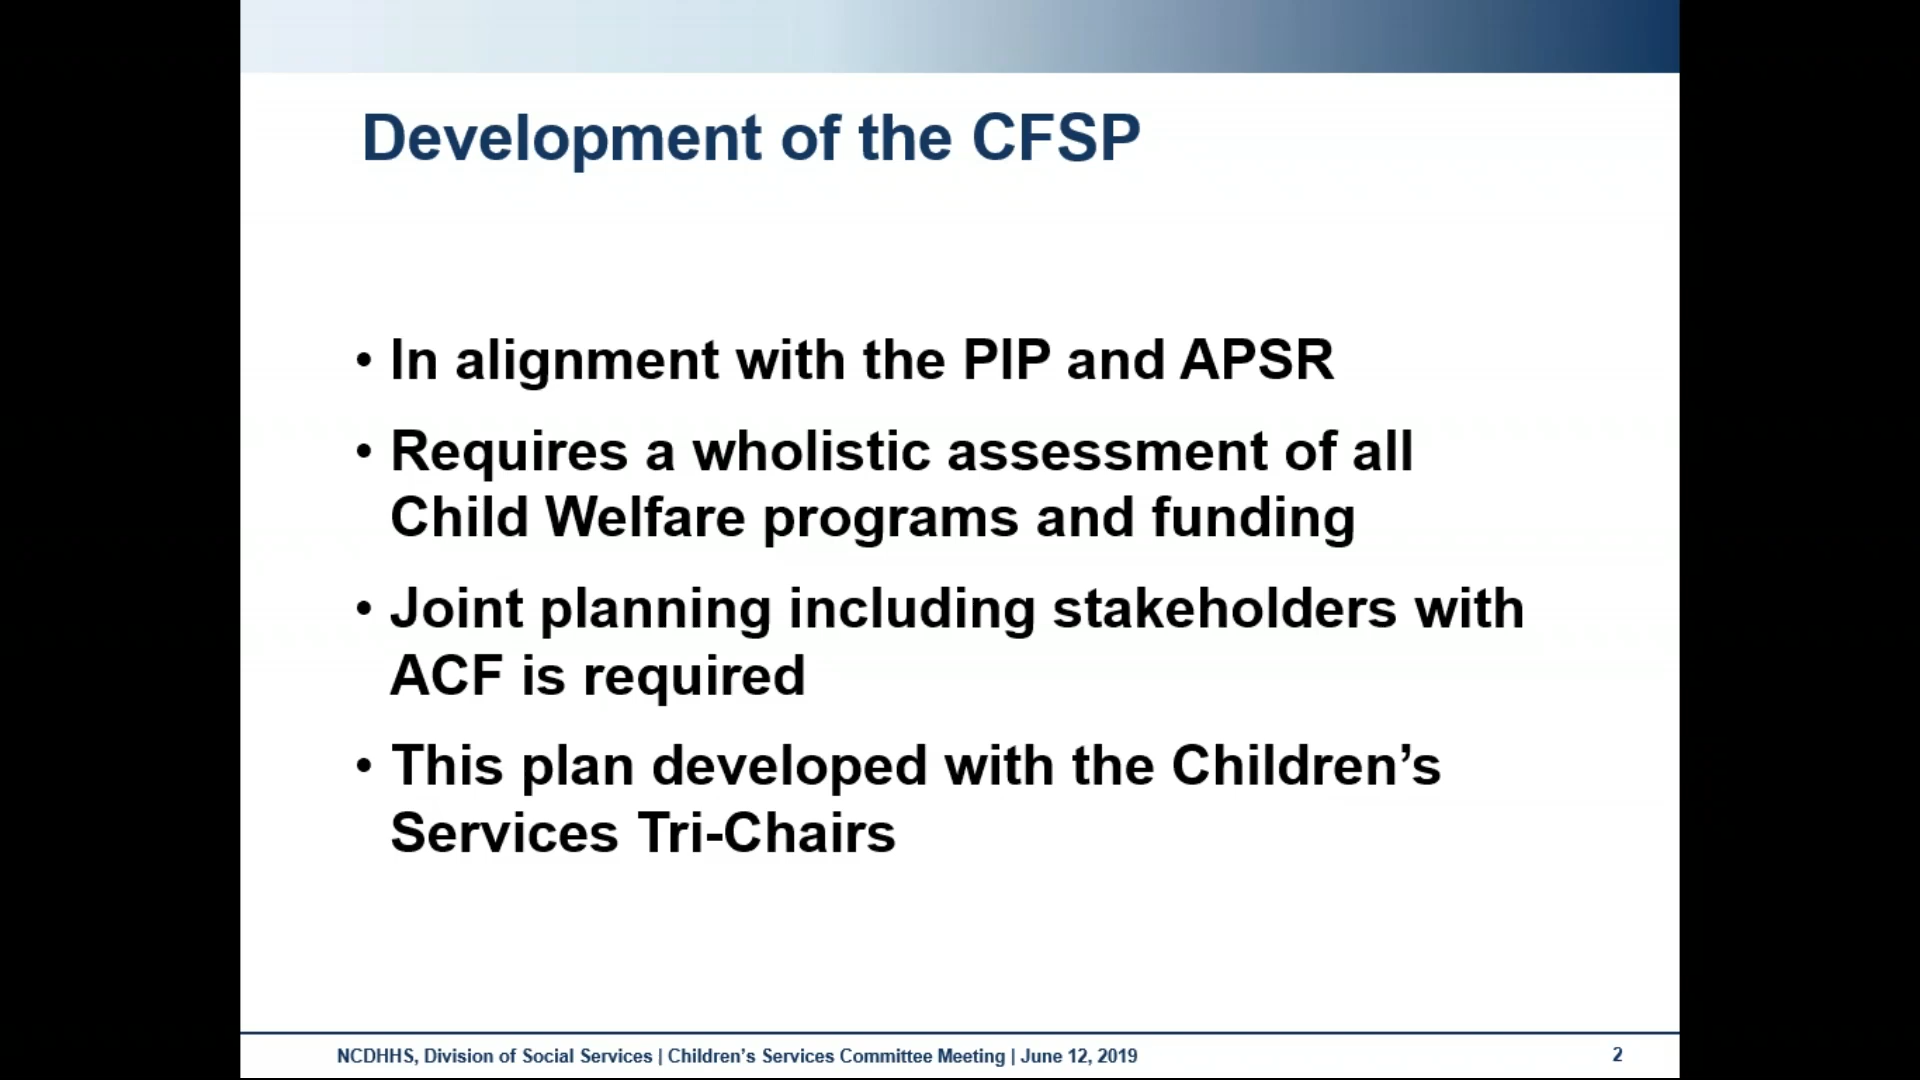 Development of the CFSP
• In alignment with the PIP and APSR
• Requires a wholistic assessment of all
Child Welfare programs and funding
• Joint planning including stakeholders with
ACF is required
• This plan developed with the Children’s
Services Tri-Chairs
NCDHHS, Division of Social Services | Children’s Services Committee Meeting | June 12, 2019
2